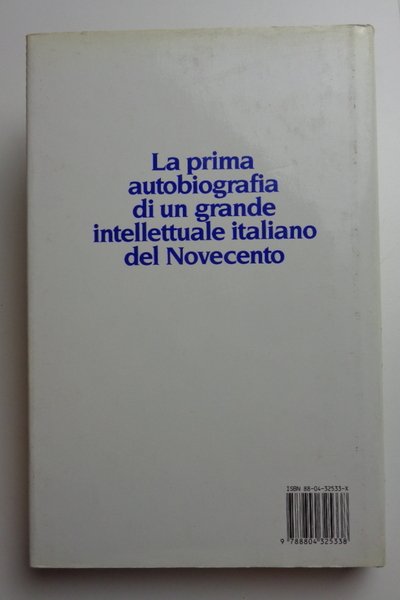 La prima
autobiografia
di un grande
intellettuale italiano
del Novecento
ISBN 88-04-32533-X
9 788804 325338